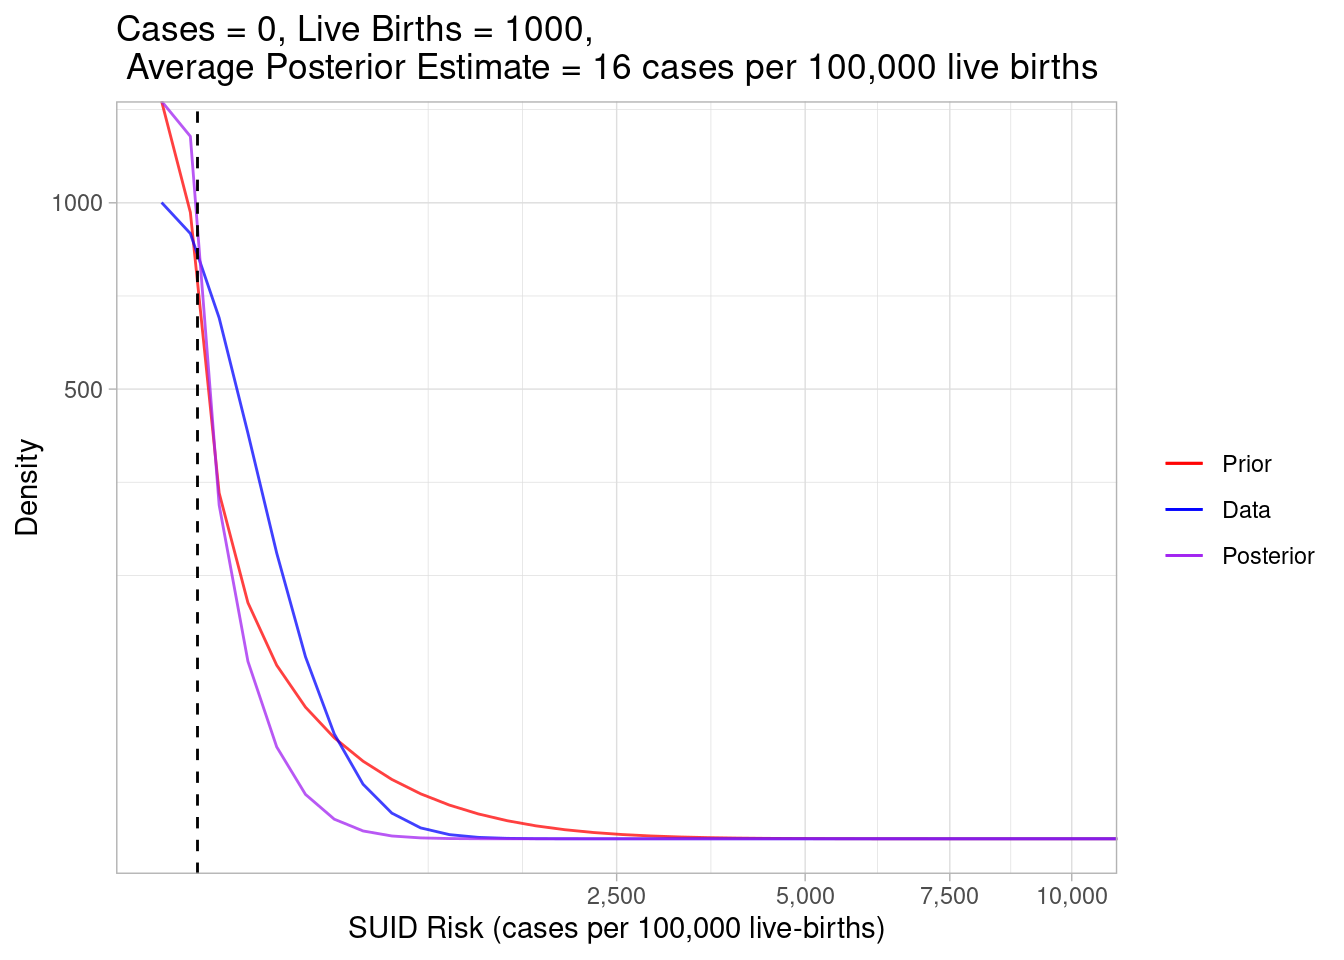 Cases = 0, Live Births = 1000,
Average Posterior Estimate = 16 cases per 100,000 live births
1000
500
Density
Prior
Data
Posterior
2,500
5,000
7,500
10,000
SUID Risk (cases per 100,000 live-births)